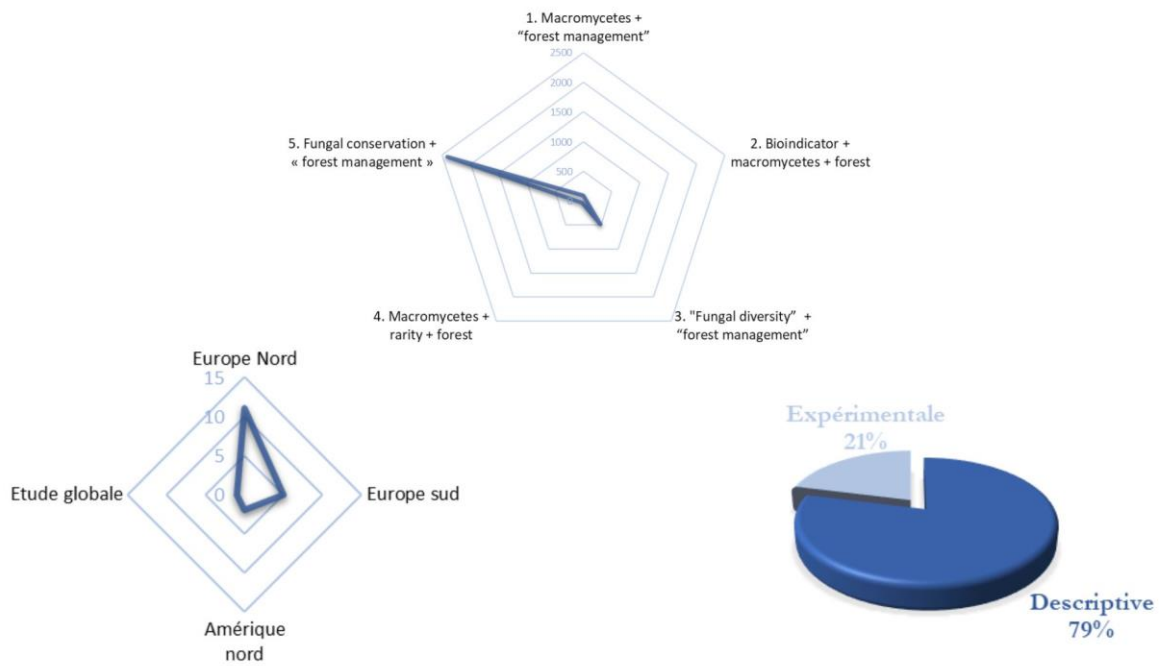 1. Macromycetes +
“forest management”
2500
2000
1500
1000
500
5. Fungal conservation +
« forest management »
2. Bioindicator +
macromycetes + forest
4. Macromycetes +
rarity + forest
3. "Fungal diversity” +
“forest management”
Europe Nord
15
10
5
0
Etude globale
Europe sud
Amérique
nord
Expérimentale
21%
Descriptive
79%